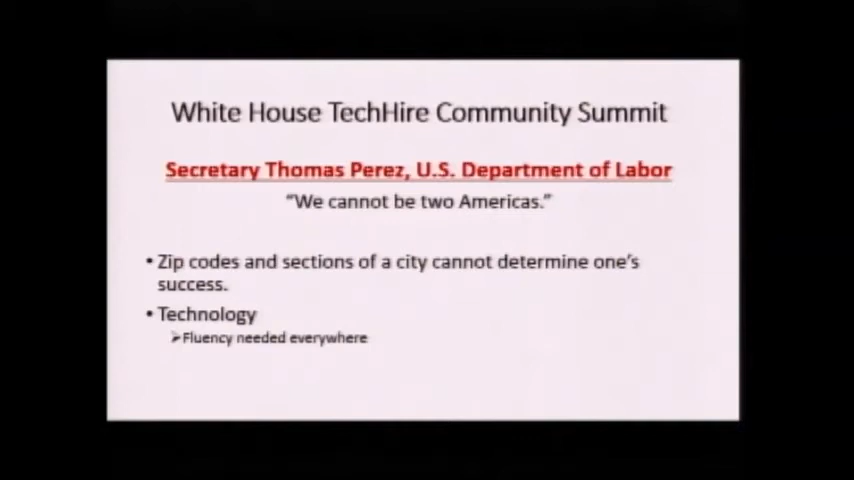 White House TechHire Community Summit
Secretary Thomas Perez, U.S. Department of Labor
“We cannot be two Americas.”
• Zip codes and sections of a city cannot determine one’s
success.
• Technology
➢Fluency needed everywhere